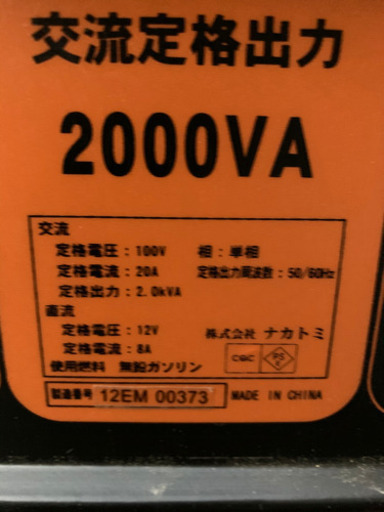 交流定格出力
2000VA
交流
定格電圧：100V 相：単相
定格電流：20A 定格出力周波数：50/60Hz
定格出力：2.0kVA
直流
定格電圧：12V 株式会社 ナカトミ
定格電流：8A CQC PS E
使用燃料 無鉛ガソリン
製造番号 12EM 00373 MADE IN CHINA